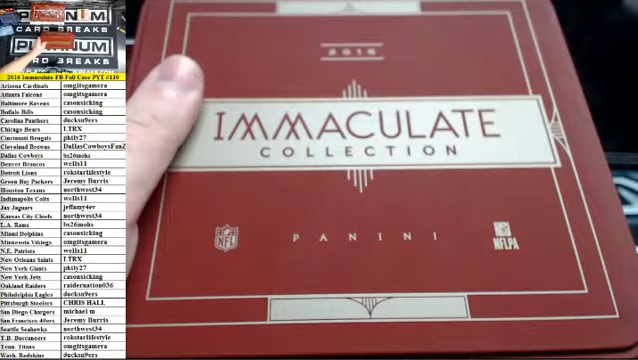 PLATINUM
CARD BREAKS
PLATINUM
CARD BREAKS
2016 Immaculate FB Full Case PYT #110
Arizona Cardinals omgitsgamera
Atlanta Falcons omgitsgamera
Baltimore Ravens casonsicking
Buffalo Bills casonsicking
Carolina Panthers ducksn9ers
Chicago Bears LTRX
Cincinnati Bengals phily27
Cleveland Browns DallasCowboysFanZ
Dallas Cowboys bs26mohs
Denver Broncos wells11
Detroit Lions rokstarlifestyle
Green Bay Packers Jeremy Burris
Houston Texans northwest34
Indianapolis Colts wells11
Jax Jaguars jeffamy4ev
Kansas City Chiefs northwest34
L.A. Rams bs26mohs
Miami Dolphins casonsicking
Minnesota Vikings omgitsgamera
N.E. Patriots wells11
New Orleans Saints LTRX
New York Giants phily27
New York Jets casonsicking
Oakland Raiders raidernation036
Philadelphia Eagles ducksn9ers
Pittsburgh Steelers CHRIS HALL
San Diego Chargers michael m
San Francisco 49ers Jeremy Burris
Seattle Seahawks northwest34
T.B. Buccaneers rokstarlifestyle
Tenn. Titans omgitsgamera
Wash. Redskins ducksn9ers
2016
IMMACULATE
COLLECTION
NFL
PANINI
NFLPA